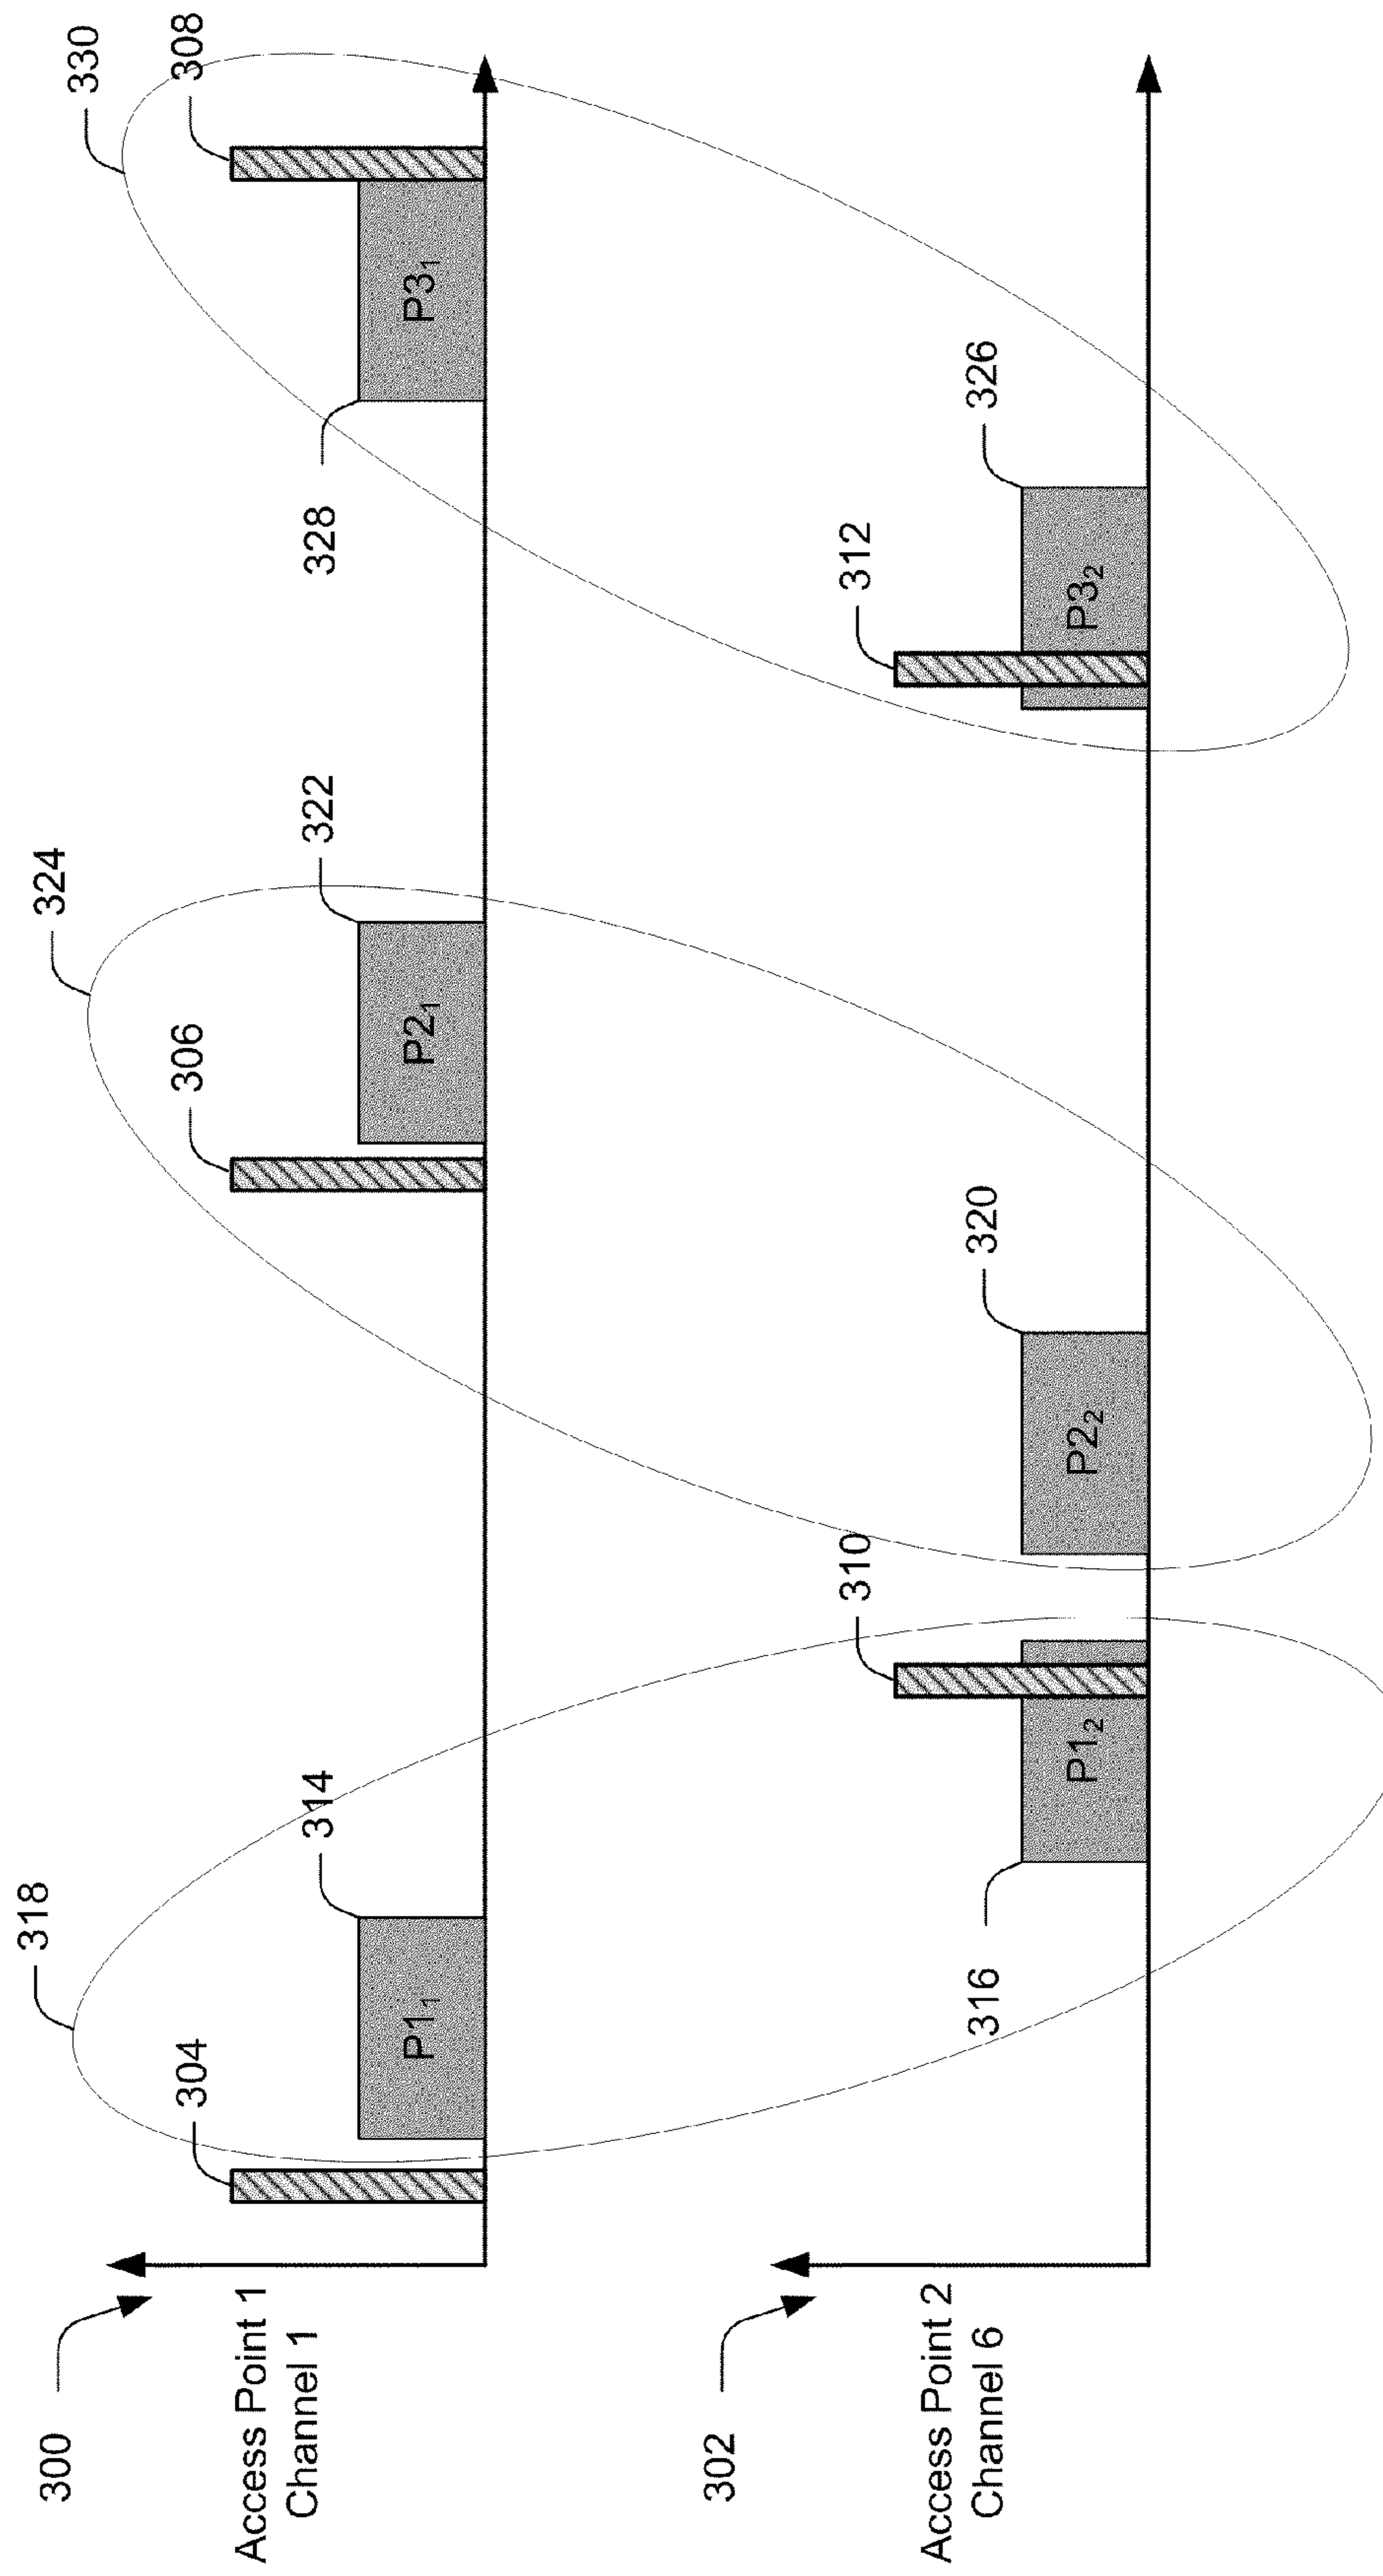 300
Access Point 1
Channel 1
318
304
314
P1₁
324
306
322
P2₁
330
308
328
P3₁
302
Access Point 2
Channel 6
316
310
P1₂
320
P2₂
312
326
P3₂